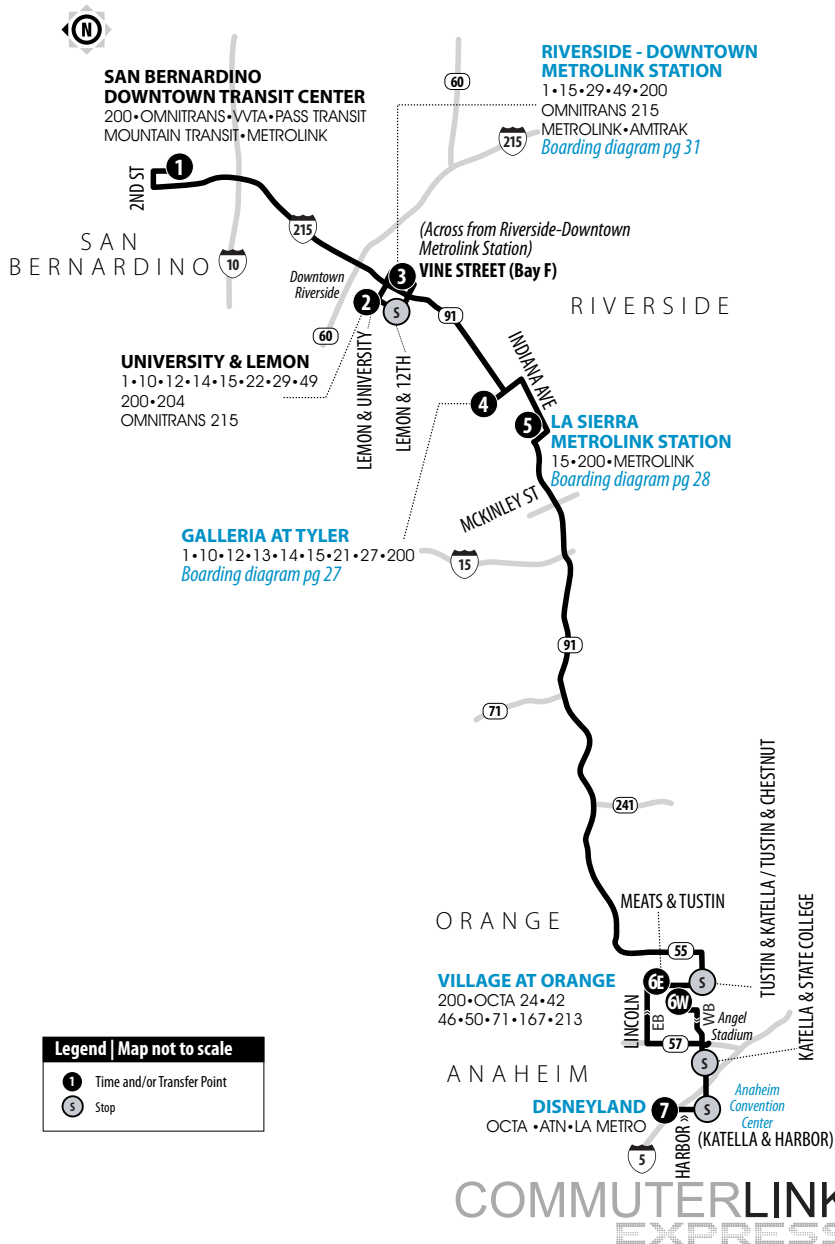 N
SAN BERNARDINO
DOWNTOWN TRANSIT CENTER
200•OMNITRANS•VVTA•PASS TRANSIT
MOUNTAIN TRANSIT•METROLINK
RIVERSIDE - DOWNTOWN
METROLINK STATION
1•15•29•49•200
OMNITRANS 215
METROLINK•AMTRAK
Boarding diagram pg 31
60
215
1
2ND ST
215
SAN
BERNARDINO
10
(Across from Riverside-Downtown
Metrolink Station)
VINE STREET (Bay F)
Downtown
Riverside
3
2
S
91
60
RIVERSIDE
UNIVERSITY & LEMON
1•10•12•14•15•22•29•49
200•204
OMNITRANS 215
LEMON & UNIVERSITY
LEMON & 12TH
INDIANA AVE
4
5
LA SIERRA
METROLINK STATION
15•200•METROLINK
Boarding diagram pg 28
MCKINLEY ST
GALLERIA AT TYLER
1•10•12•13•14•15•21•27•200
Boarding diagram pg 27
15
91
71
241
TUSTIN & KATELLA / TUSTIN & CHESTNUT
MEATS & TUSTIN
KATELLA & STATE COLLEGE
ORANGE
55
VILLAGE AT ORANGE
200•OCTA 24•42
46•50•71•167•213
6E
6W
S
LINCOLN
EB
WB
Angel
Stadium
57
S
Legend | Map not to scale
1 Time and/or Transfer Point
S Stop
ANAHEIM
DISNEYLAND
OCTA •ATN•LA METRO
7
S
Anaheim
Convention
Center
(KATELLA & HARBOR)
HARBOR >>
5
COMMUTERLINK
EXPRESS